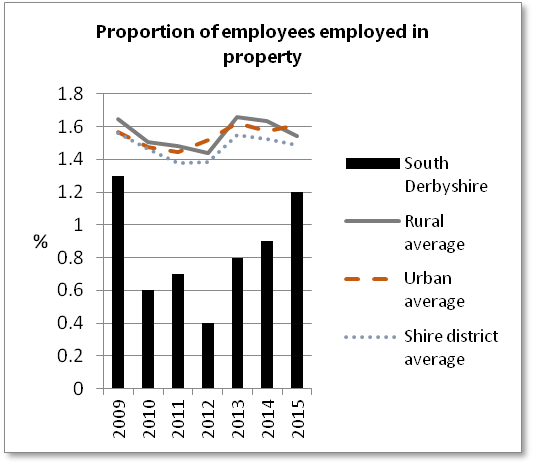 Proportion of employees employed in
property
1.8
1.6
1.4
1.2
1
0.8
0.6
0.4
0.2
0
%
2009
2010
2011
2012
2013
2014
2015
South
Derbyshire
Rural
average
Urban
average
Shire district
average